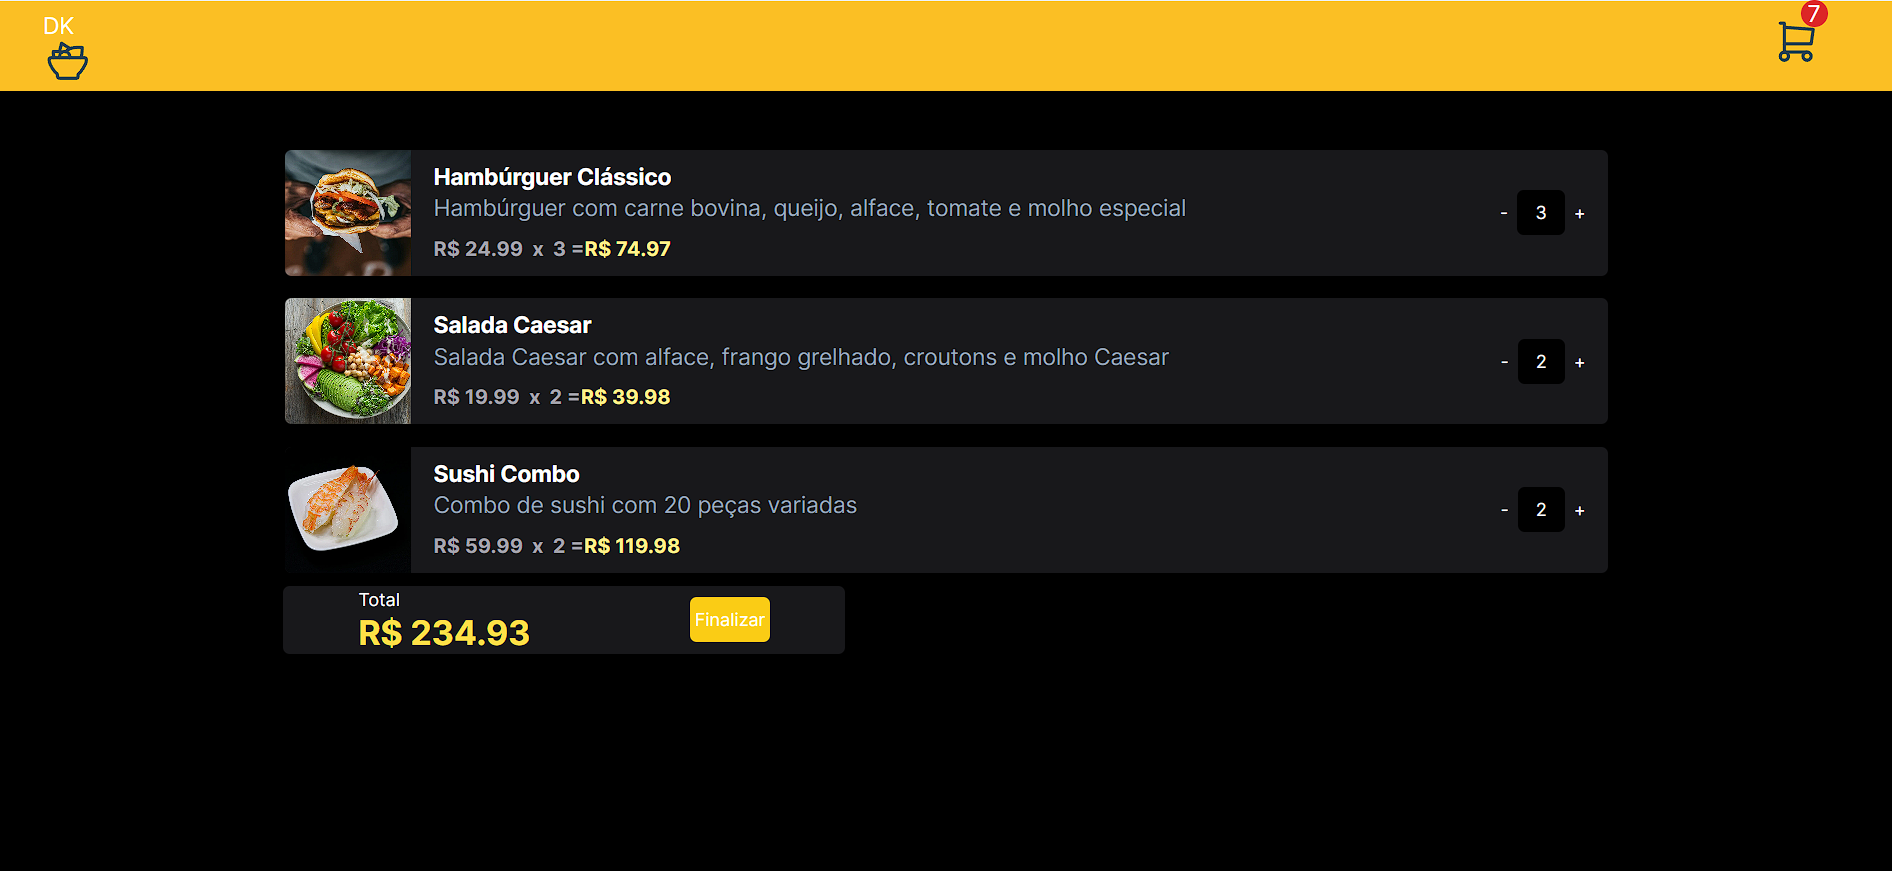 DK
7
Hambúrguer Clássico
Hambúrguer com carne bovina, queijo, alface, tomate e molho especial
R$ 24.99 x 3 =R$ 74.97
- 3 +
Salada Caesar
Salada Caesar com alface, frango grelhado, croutons e molho Caesar
R$ 19.99 x 2 =R$ 39.98
- 2 +
Sushi Combo
Combo de sushi com 20 peças variadas
R$ 59.99 x 2 =R$ 119.98
- 2 +
Total
R$ 234.93
Finalizar